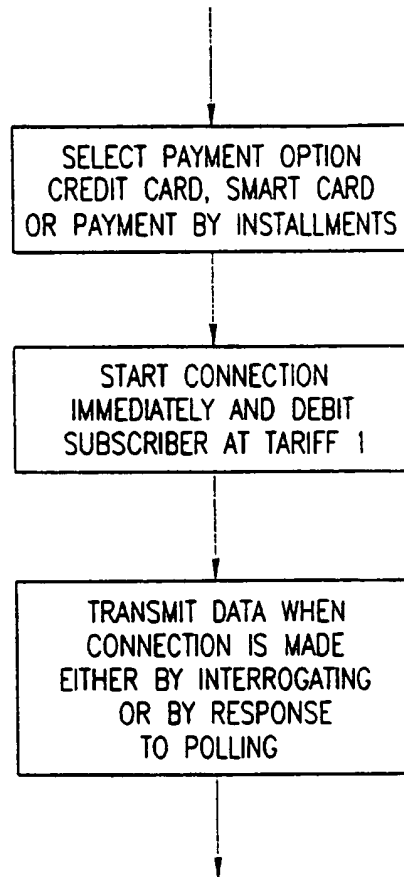 SELECT PAYMENT OPTION
CREDIT CARD, SMART CARD
OR PAYMENT BY INSTALLMENTS
START CONNECTION
IMMEDIATELY AND DEBIT
SUBSCRIBER AT TARIFF 1
TRANSMIT DATA WHEN
CONNECTION IS MADE
EITHER BY INTERROGATING
OR BY RESPONSE
TO POLLING